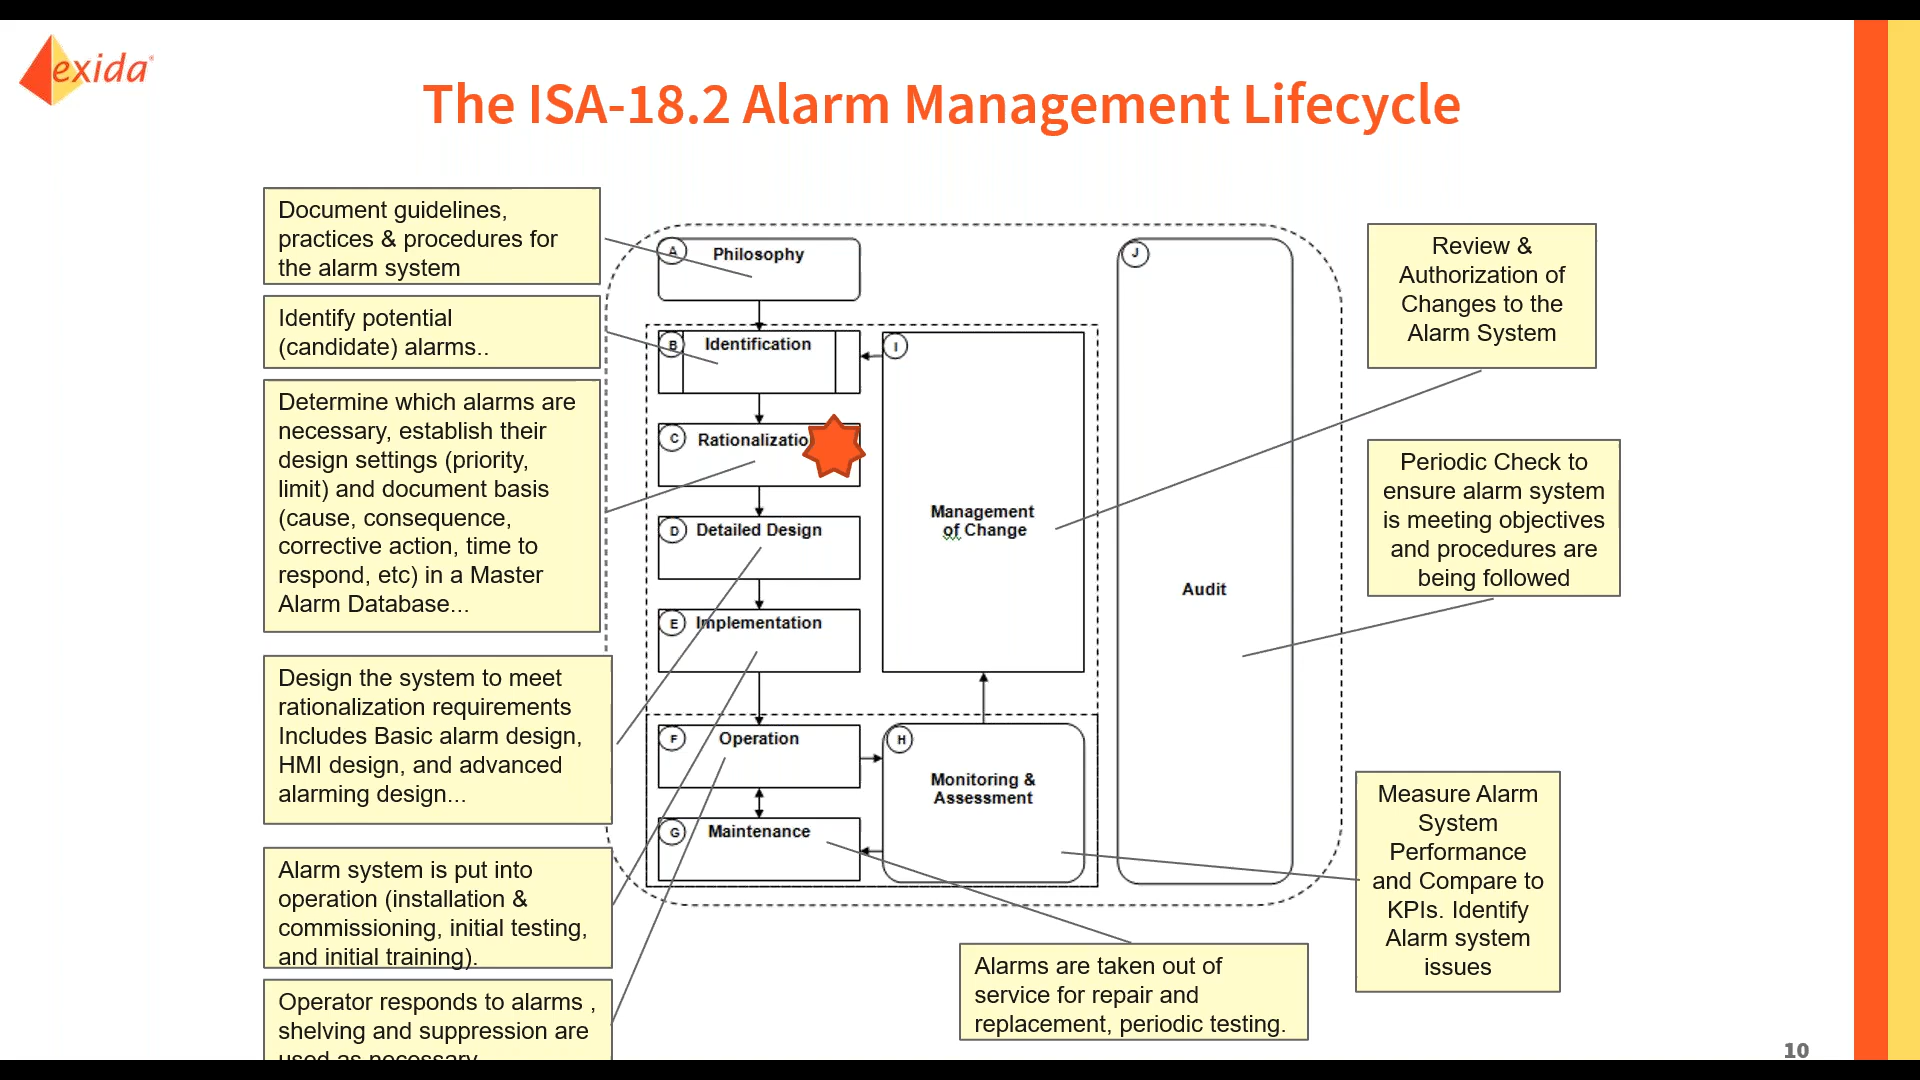 exida
The ISA-18.2 Alarm Management Lifecycle
Document guidelines,
practices & procedures for
the alarm system
Identify potential
(candidate) alarms..
Determine which alarms are
necessary, establish their
design settings (priority,
limit) and document basis
(cause, consequence,
corrective action, time to
respond, etc) in a Master
Alarm Database...
Design the system to meet
rationalization requirements
Includes Basic alarm design,
HMI design, and advanced
alarming design...
Alarm system is put into
operation (installation &
commissioning, initial testing,
and initial training).
Operator responds to alarms ,
shelving and suppression are
used as necessary
A
Philosophy
B
Identification
C
Rationalizatio
D
Detailed Design
E
Implementation
F
Operation
G
Maintenance
I
Management
of Change
H
Monitoring &
Assessment
J
Audit
Review &
Authorization of
Changes to the
Alarm System
Periodic Check to
ensure alarm system
is meeting objectives
and procedures are
being followed
Measure Alarm
System
Performance
and Compare to
KPIs. Identify
Alarm system
issues
Alarms are taken out of
service for repair and
replacement, periodic testing.
10